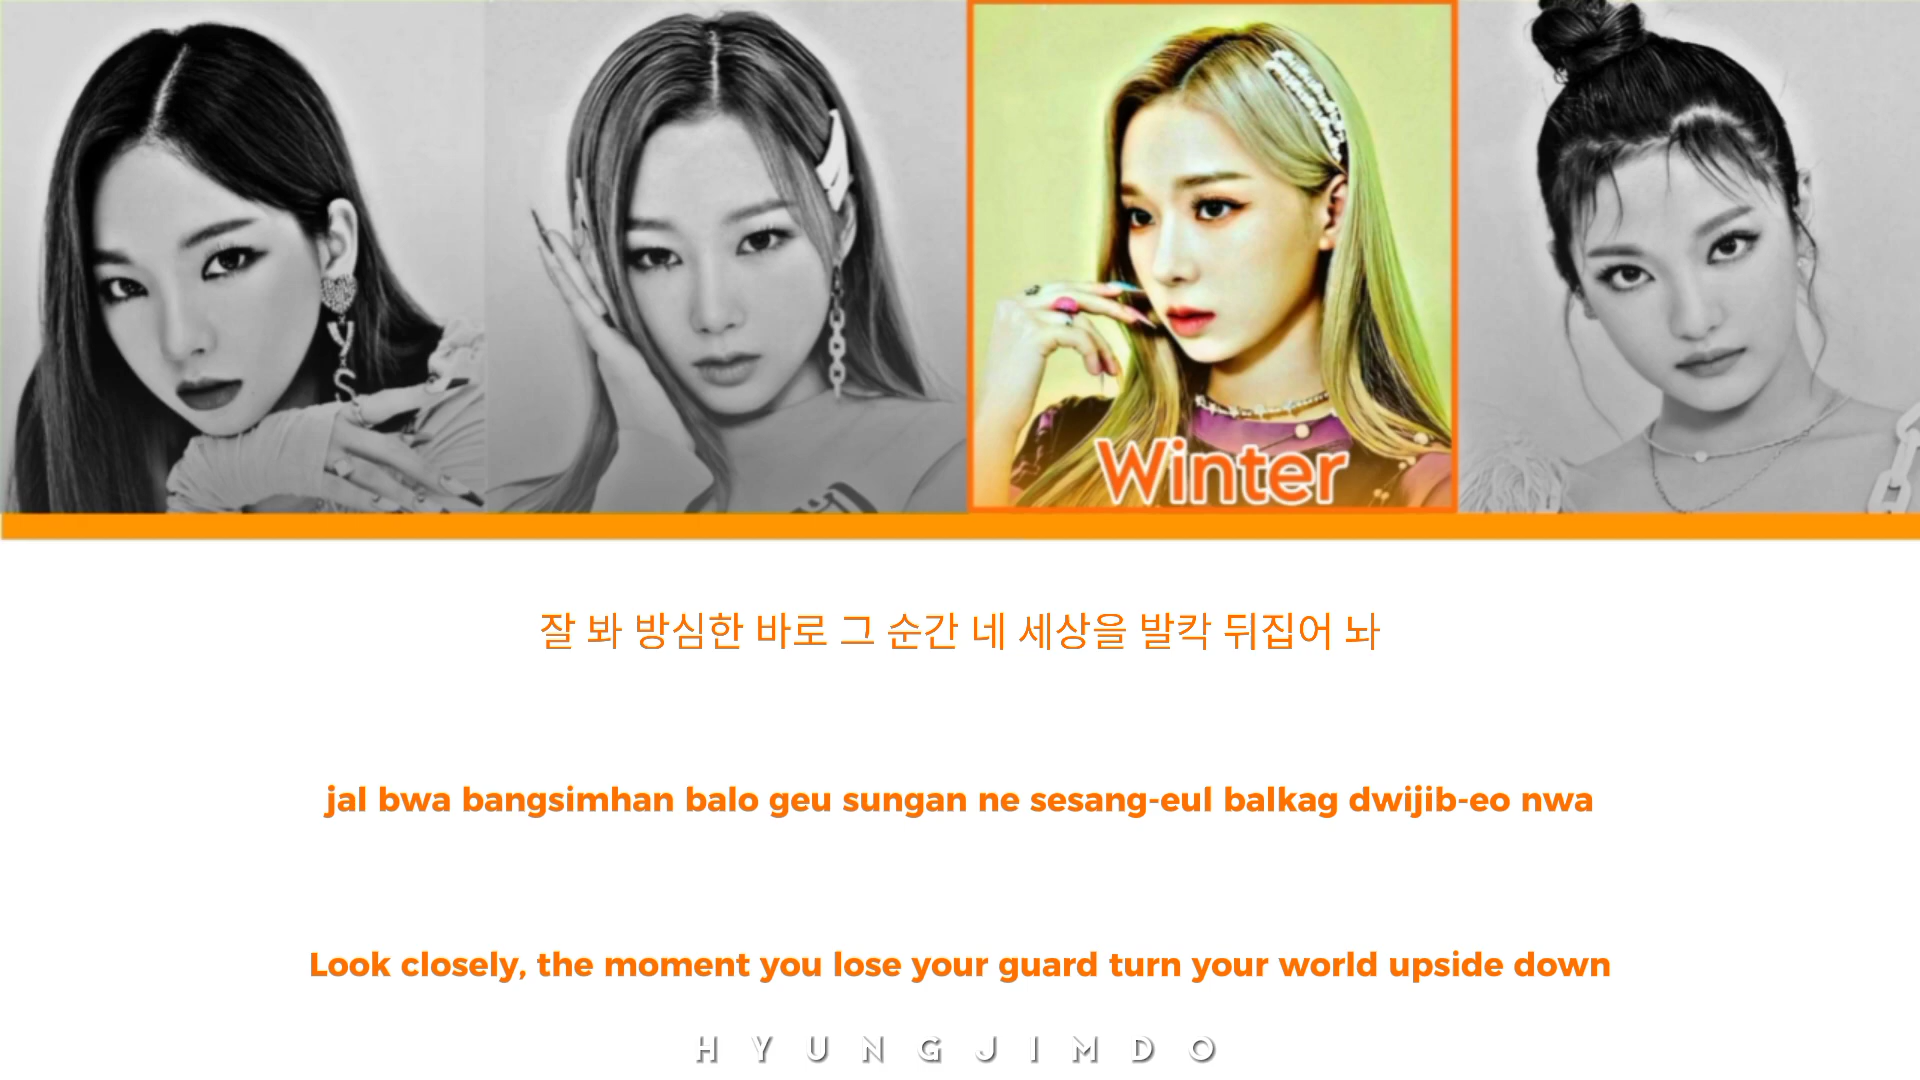 Winter
잘 봐 방심한 바로 그 순간 네 세상을 발칵 뒤집어 놔
jal bwa bangsimhan balo geu sungan ne sesang-eul balkag dwijib-eo nwa
Look closely, the moment you lose your guard turn your world upside down
HYUNGJIMDO